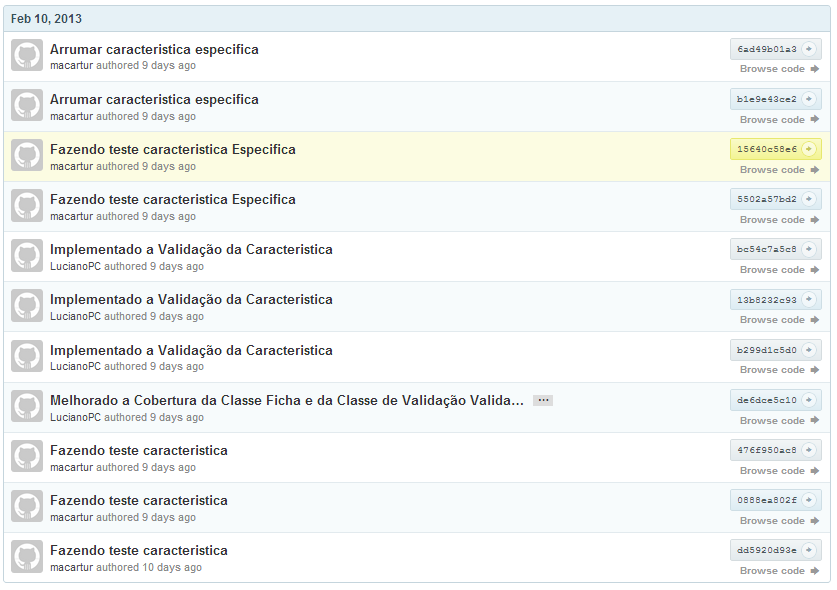 Feb 10, 2013
Arrumar caracteristica especifica
macartur authored 9 days ago
6ad49b01a3
Browse code
Arrumar caracteristica especifica
macartur authored 9 days ago
b1e9e43ce2
Browse code
Fazendo teste caracteristica Especifica
macartur authored 9 days ago
15640c58e6
Browse code
Fazendo teste caracteristica Especifica
macartur authored 9 days ago
5502a57bd2
Browse code
Implementado a Validação da Caracteristica
LucianoPC authored 9 days ago
bc54c7a5c8
Browse code
Implementado a Validação da Caracteristica
LucianoPC authored 9 days ago
13b8232c93
Browse code
Implementado a Validação da Caracteristica
LucianoPC authored 9 days ago
b299d1c5d0
Browse code
Melhorado a Cobertura da Classe Ficha e da Classe de Validação Valida… …
LucianoPC authored 9 days ago
de6dce5c10
Browse code
Fazendo teste caracteristica
macartur authored 9 days ago
476f950ac8
Browse code
Fazendo teste caracteristica
macartur authored 9 days ago
0888ea802f
Browse code
Fazendo teste caracteristica
macartur authored 10 days ago
dd5920d93e
Browse code